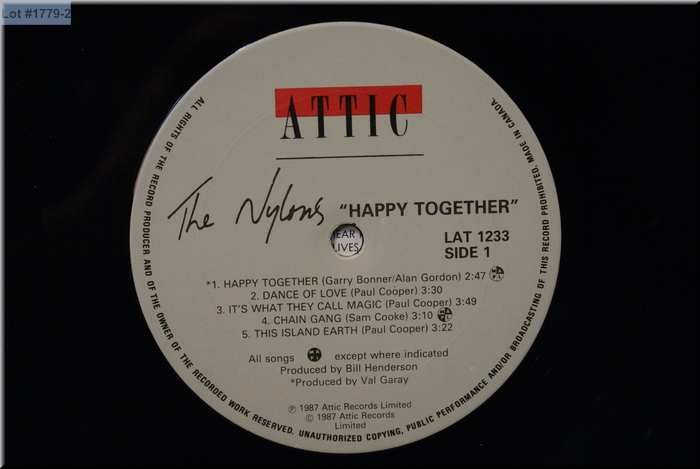 Lot #1779-2
ATTIC
The Nylons "HAPPY TOGETHER"
LAT 1233
SIDE 1
EAR
LIVES
*1. HAPPY TOGETHER (Garry Bonner/Alan Gordon) 2:47
2. DANCE OF LOVE (Paul Cooper) 3:30
3. IT'S WHAT THEY CALL MAGIC (Paul Cooper) 3:49
4. CHAIN GANG (Sam Cooke) 3:10
5. THIS ISLAND EARTH (Paul Cooper) 3:22
All songs except where indicated
Produced by Bill Henderson
*Produced by Val Garay
℗ 1987 Attic Records Limited
© 1987 Attic Records
Limited
ALL RIGHTS OF THE RECORD PRODUCER AND OF THE OWNER OF THE RECORDED WORK RESERVED. UNAUTHORIZED COPYING, PUBLIC PERFORMANCE AND/OR BROADCASTING OF THIS RECORD PROHIBITED. MADE IN CANADA.